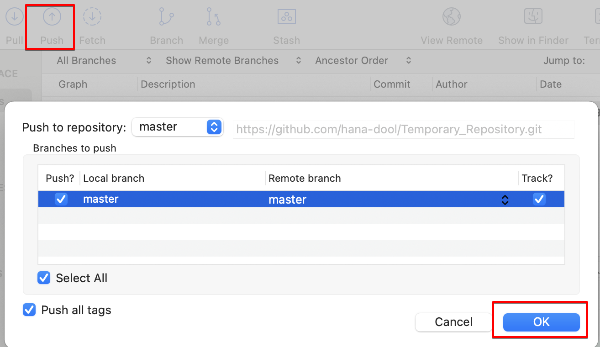 Pull Push Fetch Branch Merge Stash View Remote Show in Finder
ACE
All Branches Show Remote Branches Ancestor Order Jump to:
Graph Description Commit Author Date
Push to repository: master https://github.com/hana-dool/Temporary_Repository.git
Branches to push
Push? Local branch Remote branch Track?
master master
Select All
Push all tags
Cancel OK